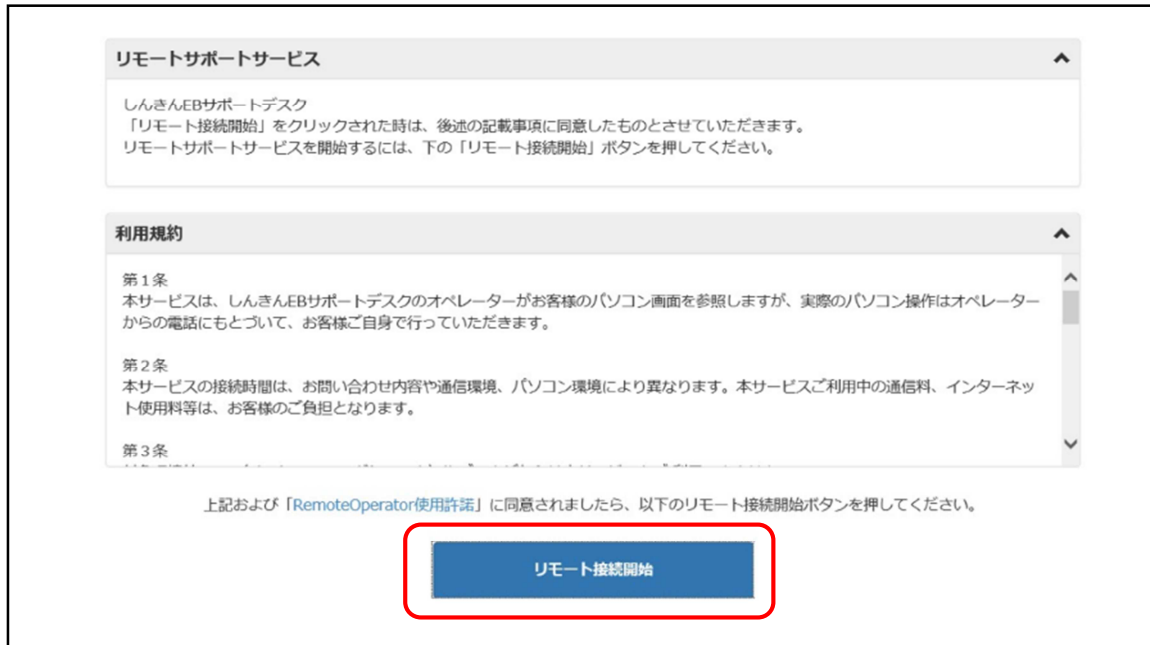 リモートサポートサービス
しんきんEBサポートデスク
「リモート接続開始」をクリックされた時は、後述の記載事項に同意したものとさせていただきます。
リモートサポートサービスを開始するには、下の「リモート接続開始」ボタンを押してください。
利用規約
第1条
本サービスは、しんきんEBサポートデスクのオペレーターがお客様のパソコン画面を参照しますが、実際のパソコン操作はオペレーター
からの電話にもとづいて、お客様ご自身で行っていただきます。
第2条
本サービスの接続時間は、お問い合わせ内容や通信環境、パソコン環境により異なります。本サービスご利用中の通信料、インターネッ
ト使用料等は、お客様のご負担となります。
第3条
上記および「RemoteOperator使用許諾」に同意されましたら、以下のリモート接続開始ボタンを押してください。
リモート接続開始